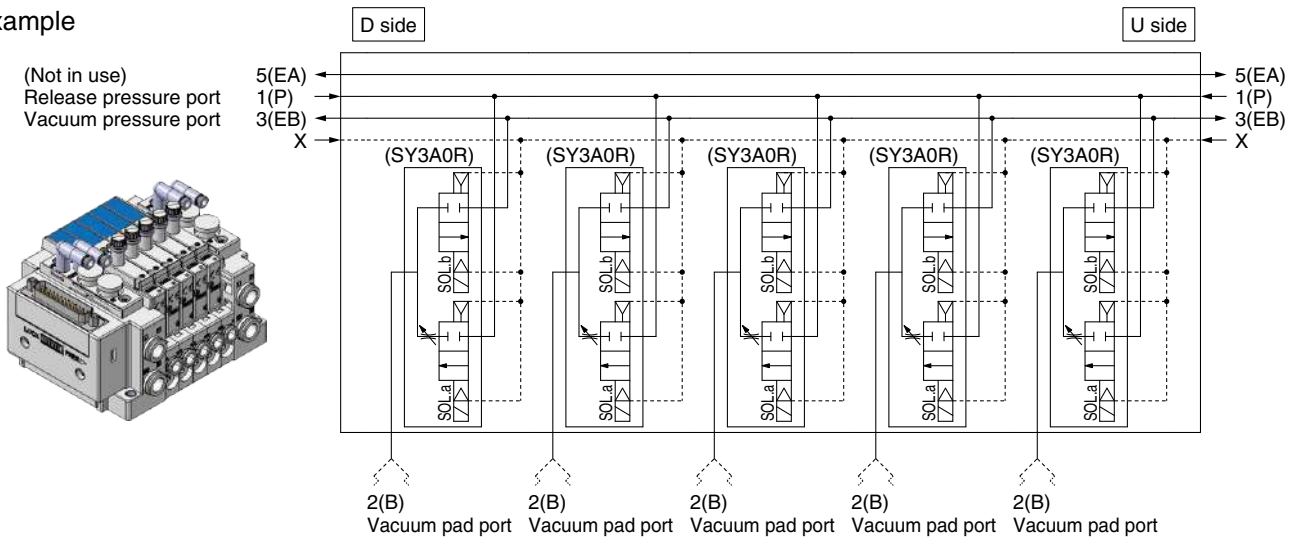 xample
D side
U side
(Not in use) 5(EA)
Release pressure port 1(P)
Vacuum pressure port 3(EB)
X
5(EA)
1(P)
3(EB)
X
(SY3A0R) (SY3A0R) (SY3A0R) (SY3A0R) (SY3A0R)
SOL.b SOL.b SOL.b SOL.b SOL.b
SOL.a SOL.a SOL.a SOL.a SOL.a
2(B) 2(B) 2(B) 2(B) 2(B)
Vacuum pad port Vacuum pad port Vacuum pad port Vacuum pad port Vacuum pad port